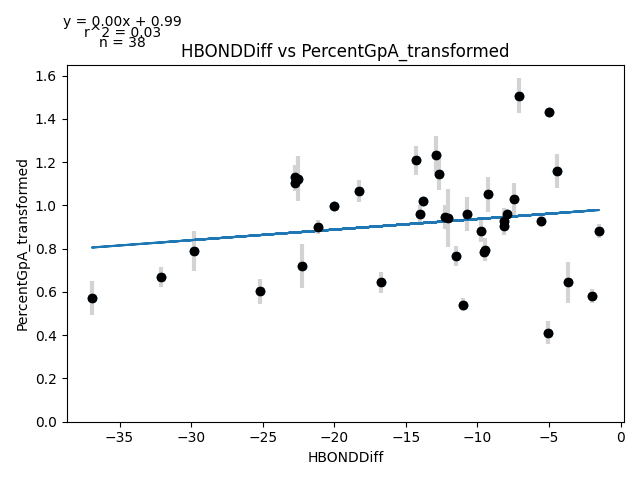 y = 0.00x + 0.99
r^2 = 0.03
n = 38
HBONDDiff vs PercentGpA_transformed
1.6
1.4
1.2
1.0
0.8
0.6
0.4
0.2
0.0
PercentGpA_transformed
−35
−30
−25
−20
−15
−10
−5
0
HBONDDiff